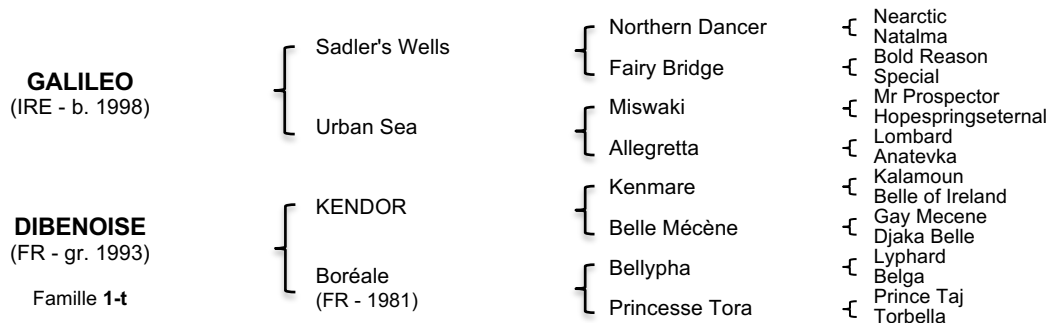 GALILEO
(IRE - b. 1998)
DIBENOISE
(FR - gr. 1993)
Famille 1-t
Sadler's Wells
Urban Sea
KENDOR
Boréale
(FR - 1981)
Northern Dancer
Fairy Bridge
Miswaki
Allegretta
Kenmare
Belle Mécène
Bellypha
Princesse Tora
Nearctic
Natalma
Bold Reason
Special
Mr Prospector
Hopespringseternal
Lombard
Anatevka
Kalamoun
Belle of Ireland
Gay Mecene
Djaka Belle
Lyphard
Belga
Prince Taj
Torbella